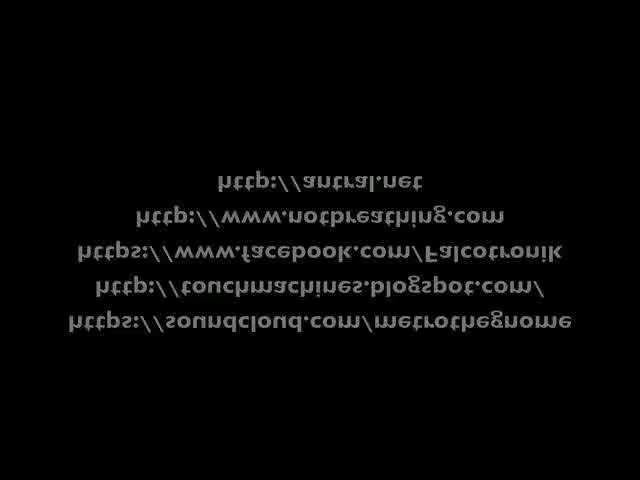 http://antral.net
http://www.notbreathing.com
https://www.facebook.com/Falcotronik
http://touchmachines.blogspot.com/
https://soundcloud.com/metrothegnome